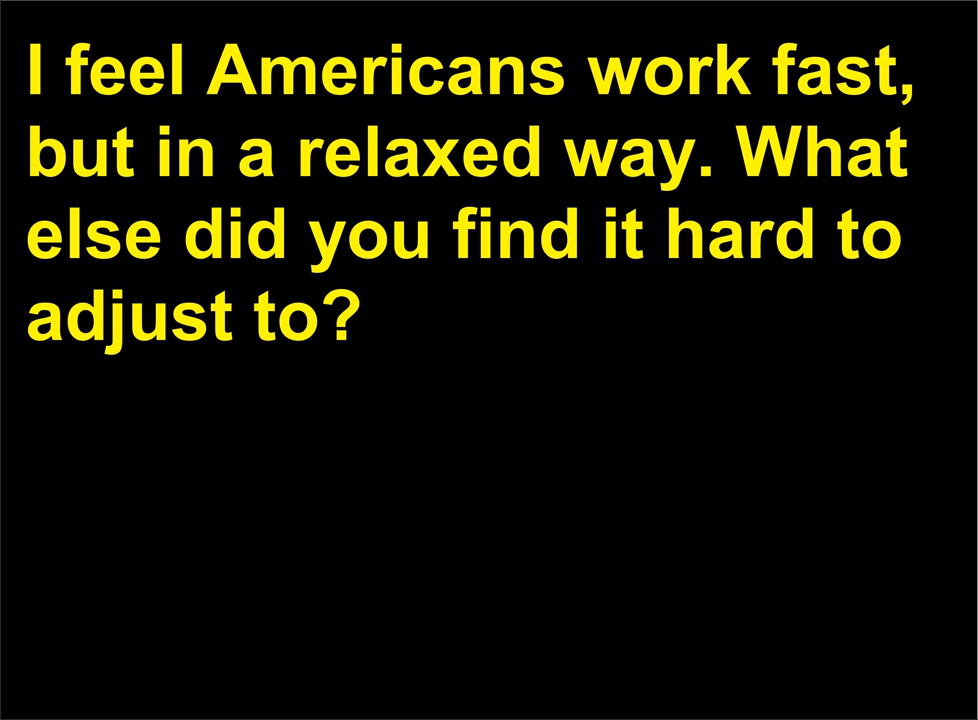 I feel Americans work fast,
but in a relaxed way. What
else did you find it hard to
adjust to?